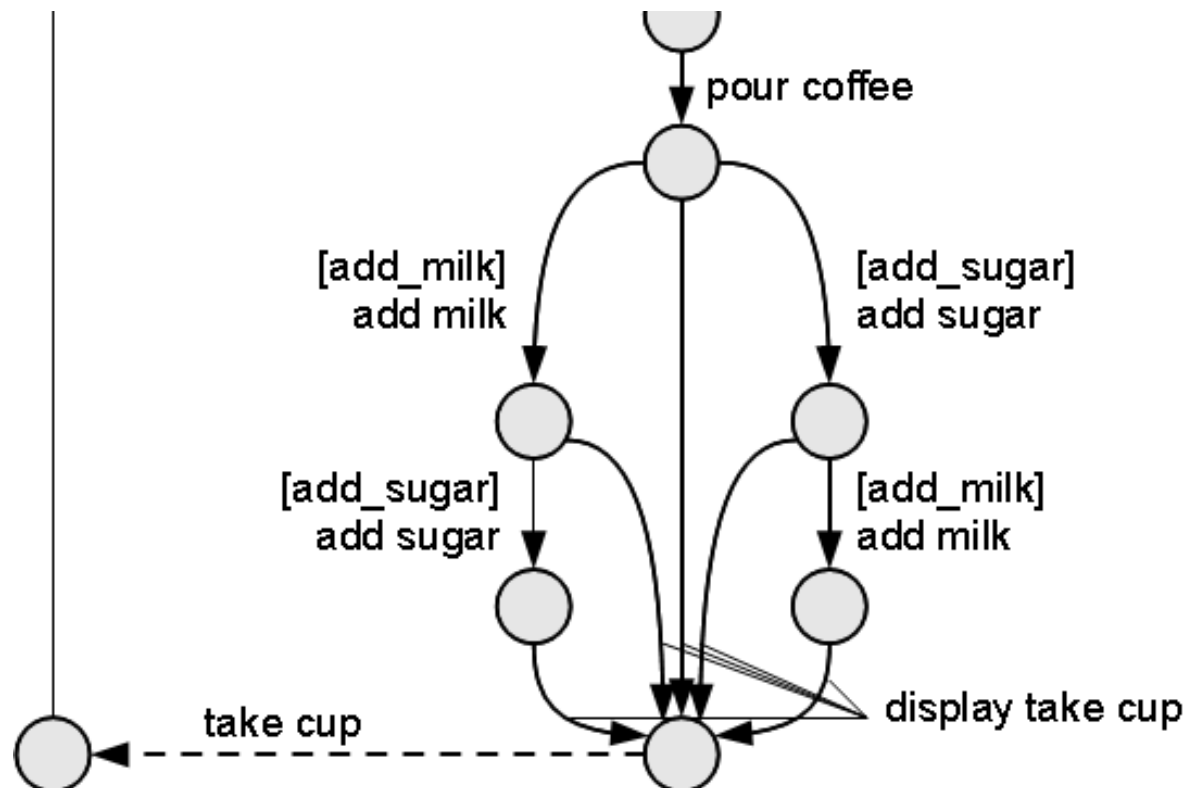 pour coffee
[add_milk]
add milk
[add_sugar]
add sugar
[add_sugar]
add sugar
[add_milk]
add milk
take cup
display take cup